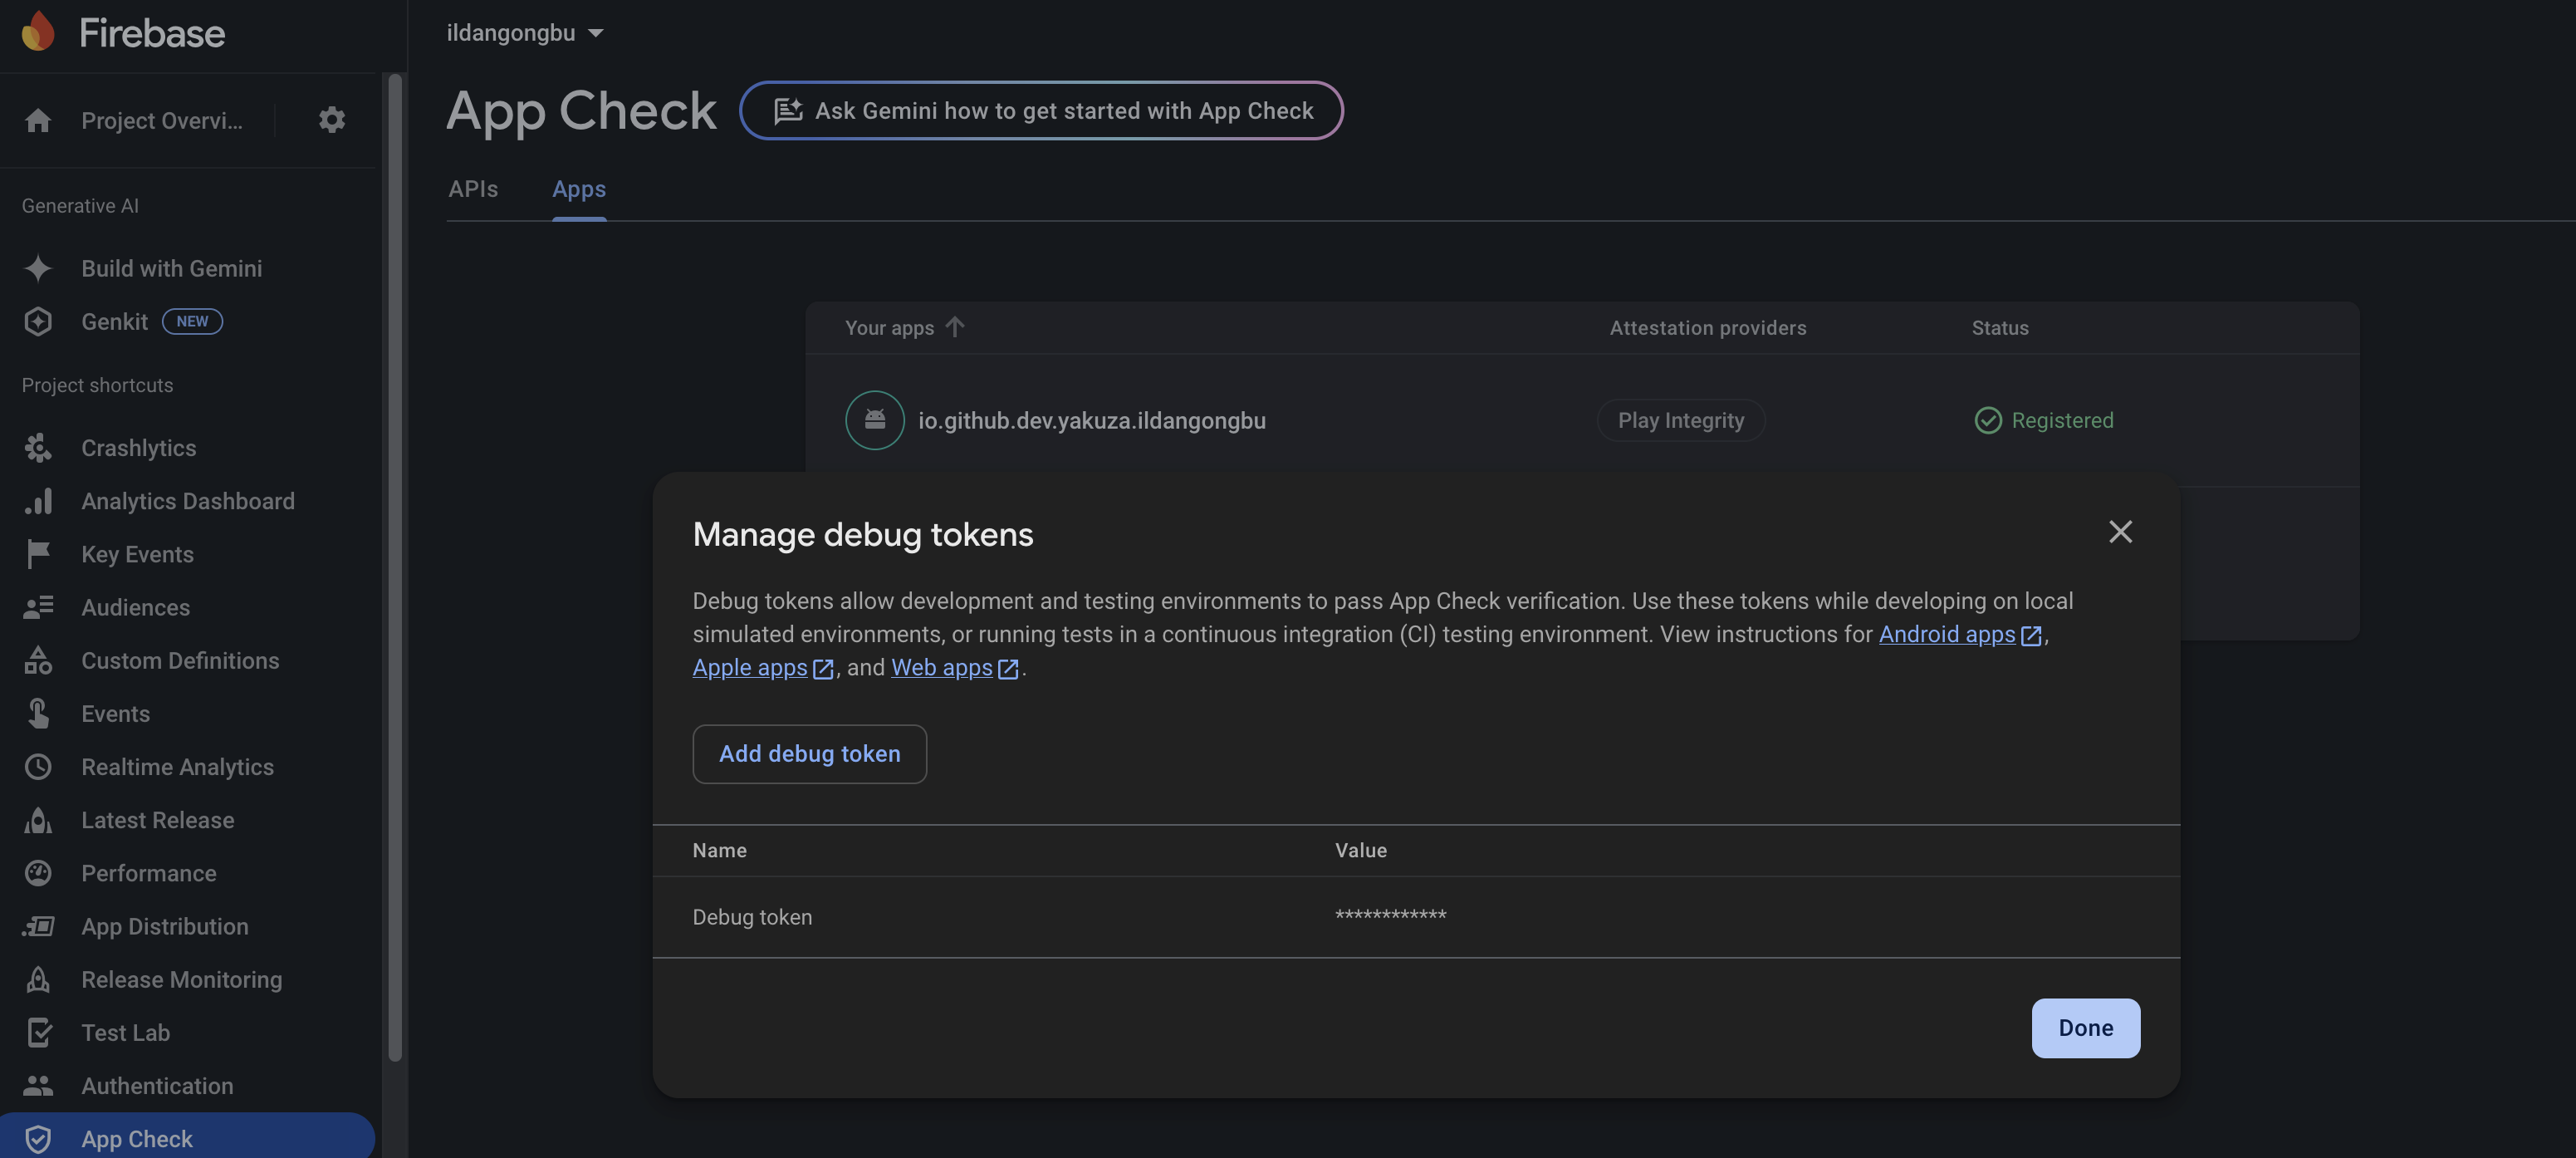 Firebase
ildangongbu
Project Overvi...
App Check
Ask Gemini how to get started with App Check
APIs
Apps
Generative AI
Build with Gemini
Genkit
NEW
Project shortcuts
Crashlytics
Analytics Dashboard
Key Events
Audiences
Custom Definitions
Events
Realtime Analytics
Latest Release
Performance
App Distribution
Release Monitoring
Test Lab
Authentication
App Check
Your apps
Attestation providers
Status
io.github.dev.yakuza.ildangongbu
Play Integrity
Registered
Manage debug tokens
Debug tokens allow development and testing environments to pass App Check verification. Use these tokens while developing on local
simulated environments, or running tests in a continuous integration (CI) testing environment. View instructions for Android apps,
Apple apps, and Web apps.
Add debug token
Name
Value
Debug token
************
Done